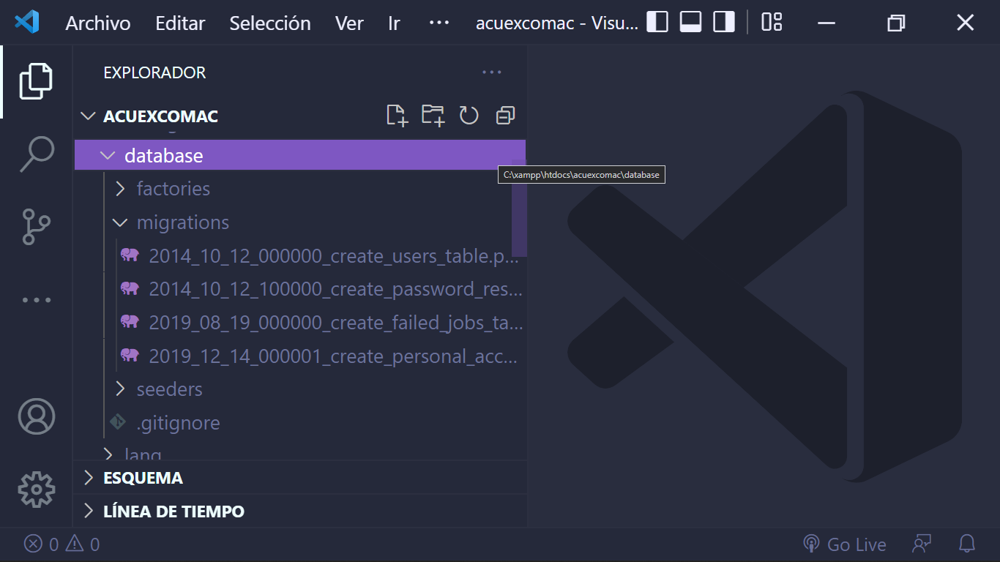 Archivo Editar Selección Ver Ir ··· acuexcomac - Visu...
EXPLORADOR ···
ACUEXCOMAC
database
C:\xampp\htdocs\acuexcomac\database
factories
migrations
2014_10_12_000000_create_users_table.p...
2014_10_12_100000_create_password_res...
2019_08_19_000000_create_failed_jobs_ta...
2019_12_14_000001_create_personal_acc...
seeders
.gitignore
lang
ESQUEMA
LÍNEA DE TIEMPO
0 0 Go Live